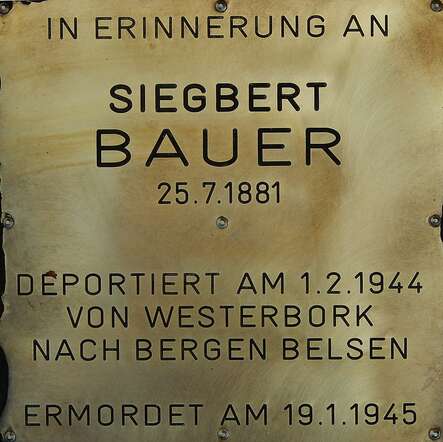 IN ERINNERUNG AN
SIEGBERT
BAUER
25.7.1881
DEPORTIERT AM 1.2.1944
VON WESTERBORK
NACH BERGEN BELSEN
ERMORDET AM 19.1.1945